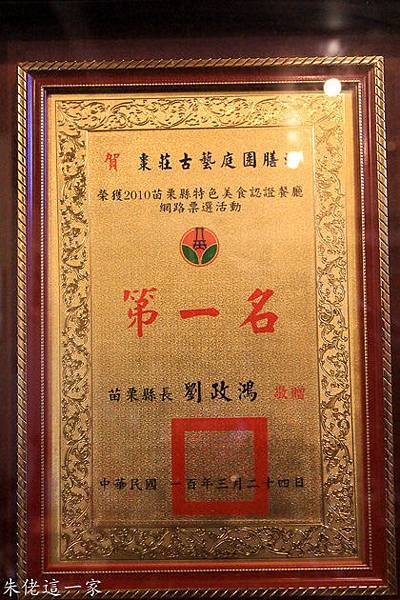 賀 棗莊古藝庭園膳
榮獲2010苗栗縣特色美食認證餐廳
網路票選活動
第一名
苗栗縣長 劉政鴻 敬贈
中華民國 一百年三月二十四日
朱佬這一家